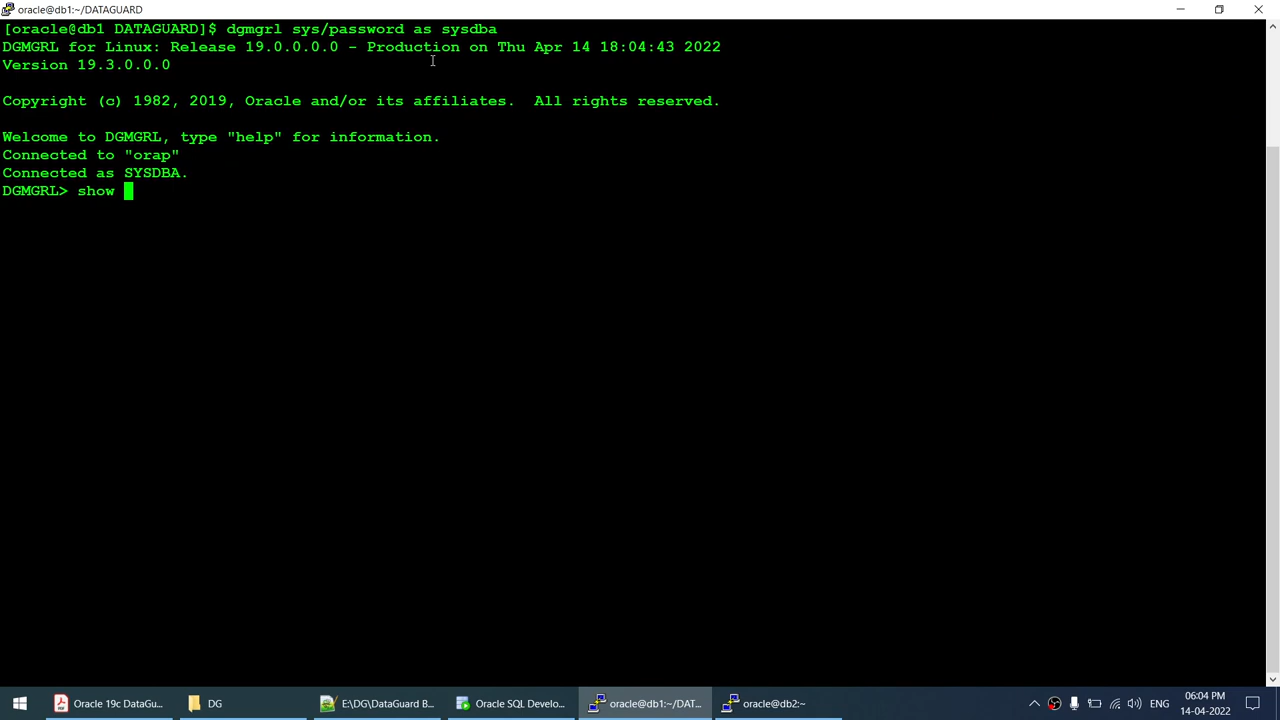 oracle@db1:~/DATAGUARD
[oracle@db1 DATAGUARD]$ dgmgrl sys/password as sysdba
DGMGRL for Linux: Release 19.0.0.0.0 - Production on Thu Apr 14 18:04:43 2022
Version 19.3.0.0.0
Copyright (c) 1982, 2019, Oracle and/or its affiliates.  All rights reserved.
Welcome to DGMGRL, type "help" for information.
Connected to "orap"
Connected as SYSDBA.
DGMGRL> show
Oracle 19c DataGu...
DG
E:\DG\DataGuard B...
Oracle SQL Develo...
oracle@db1:~/DAT...
oracle@db2:~
ENG
06:04 PM
14-04-2022